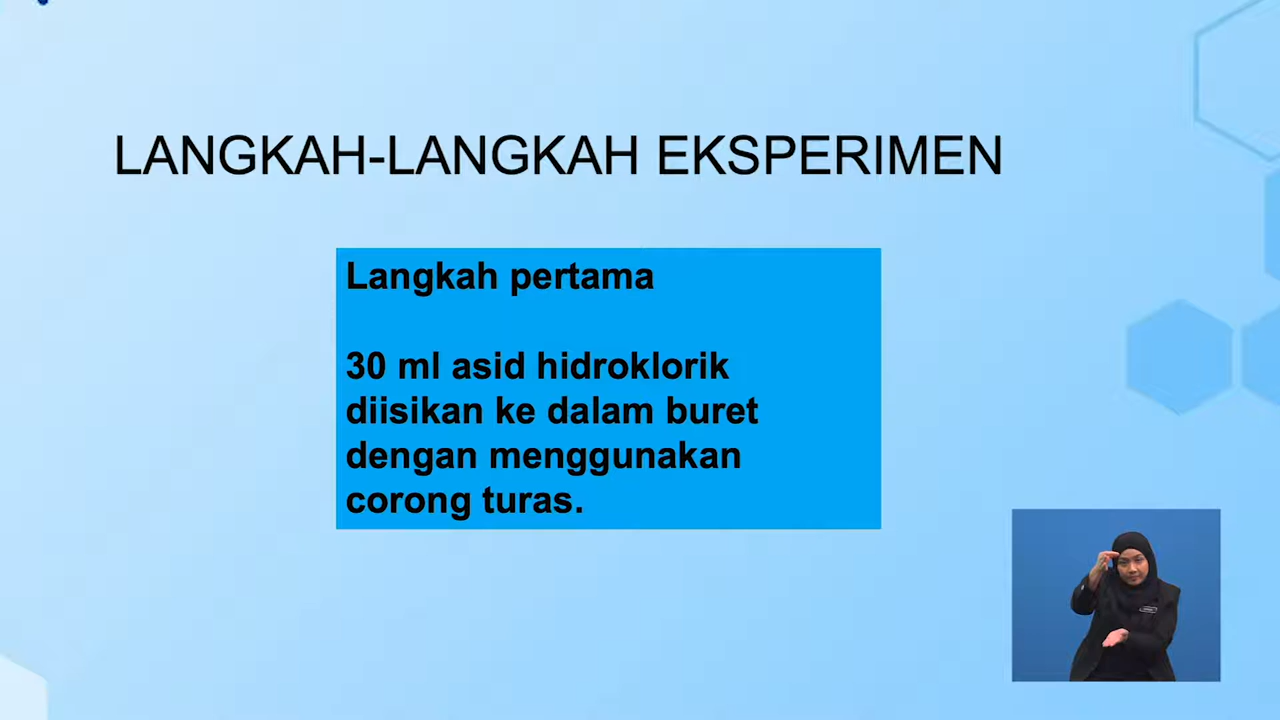 LANGKAH-LANGKAH EKSPERIMEN
Langkah pertama
30 ml asid hidroklorik
diisikan ke dalam buret
dengan menggunakan
corong turas.